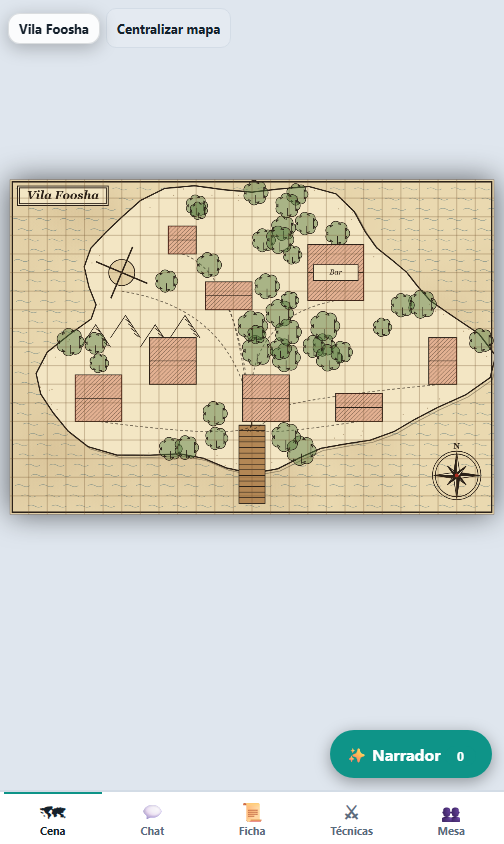 Vila Foosha
Centralizar mapa
Vila Foosha
Bar
N
Narrador 0
Cena
Chat
Ficha
Técnicas
Mesa